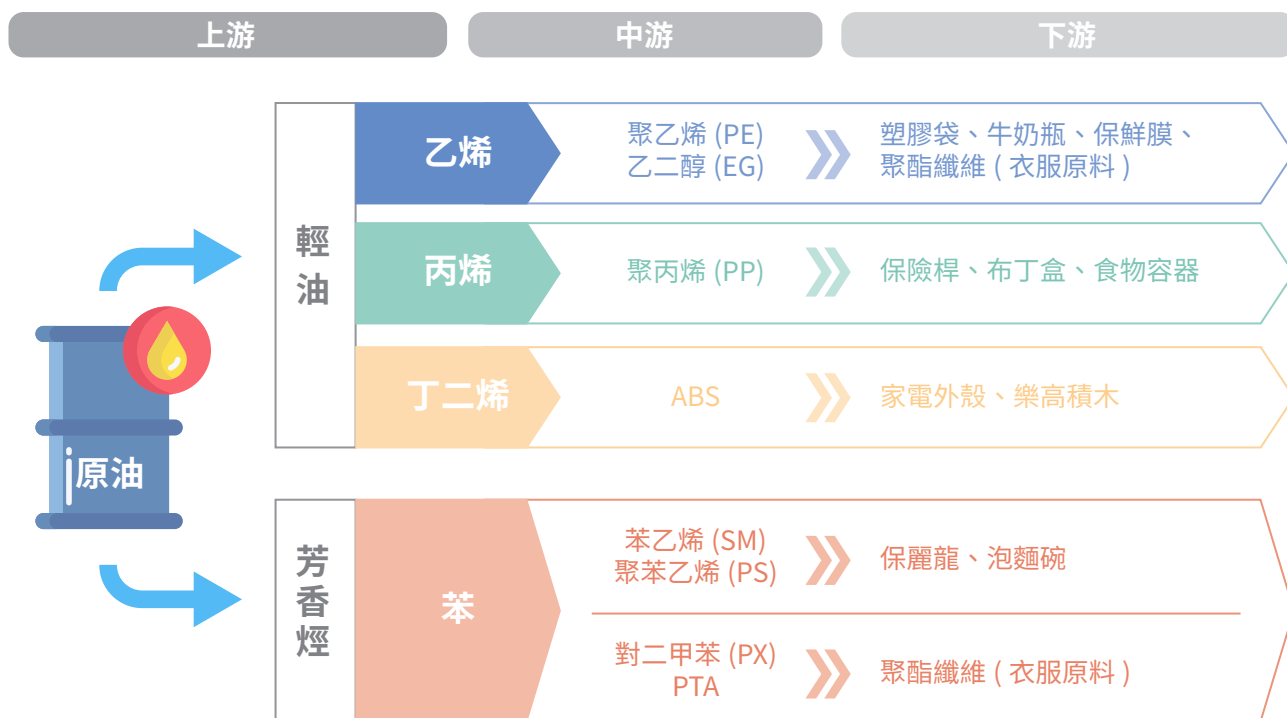 上游
中游
下游
原油
輕油
乙烯
聚乙烯 (PE)
乙二醇 (EG)
塑膠袋、牛奶瓶、保鮮膜、
聚酯纖維 ( 衣服原料 )
丙烯
聚丙烯 (PP)
保險桿、布丁盒、食物容器
丁二烯
ABS
家電外殼、樂高積木
芳香烴
苯
苯乙烯 (SM)
聚苯乙烯 (PS)
保麗龍、泡麵碗
對二甲苯 (PX)
PTA
聚酯纖維 ( 衣服原料 )